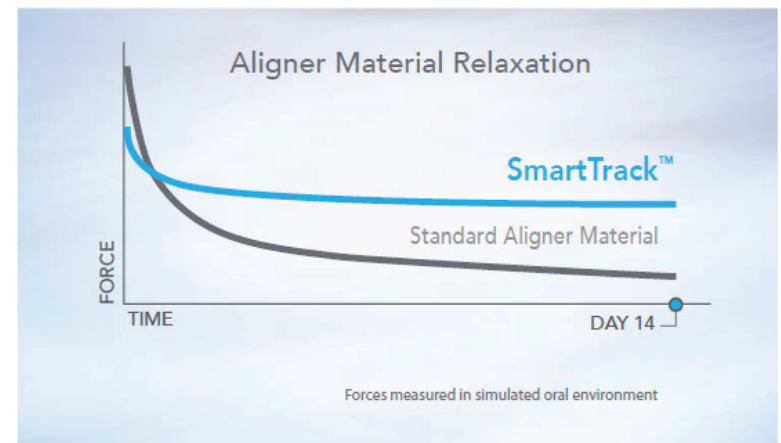 Aligner Material Relaxation
SmartTrack™
Standard Aligner Material
FORCE
TIME
DAY 14
Forces measured in simulated oral environment